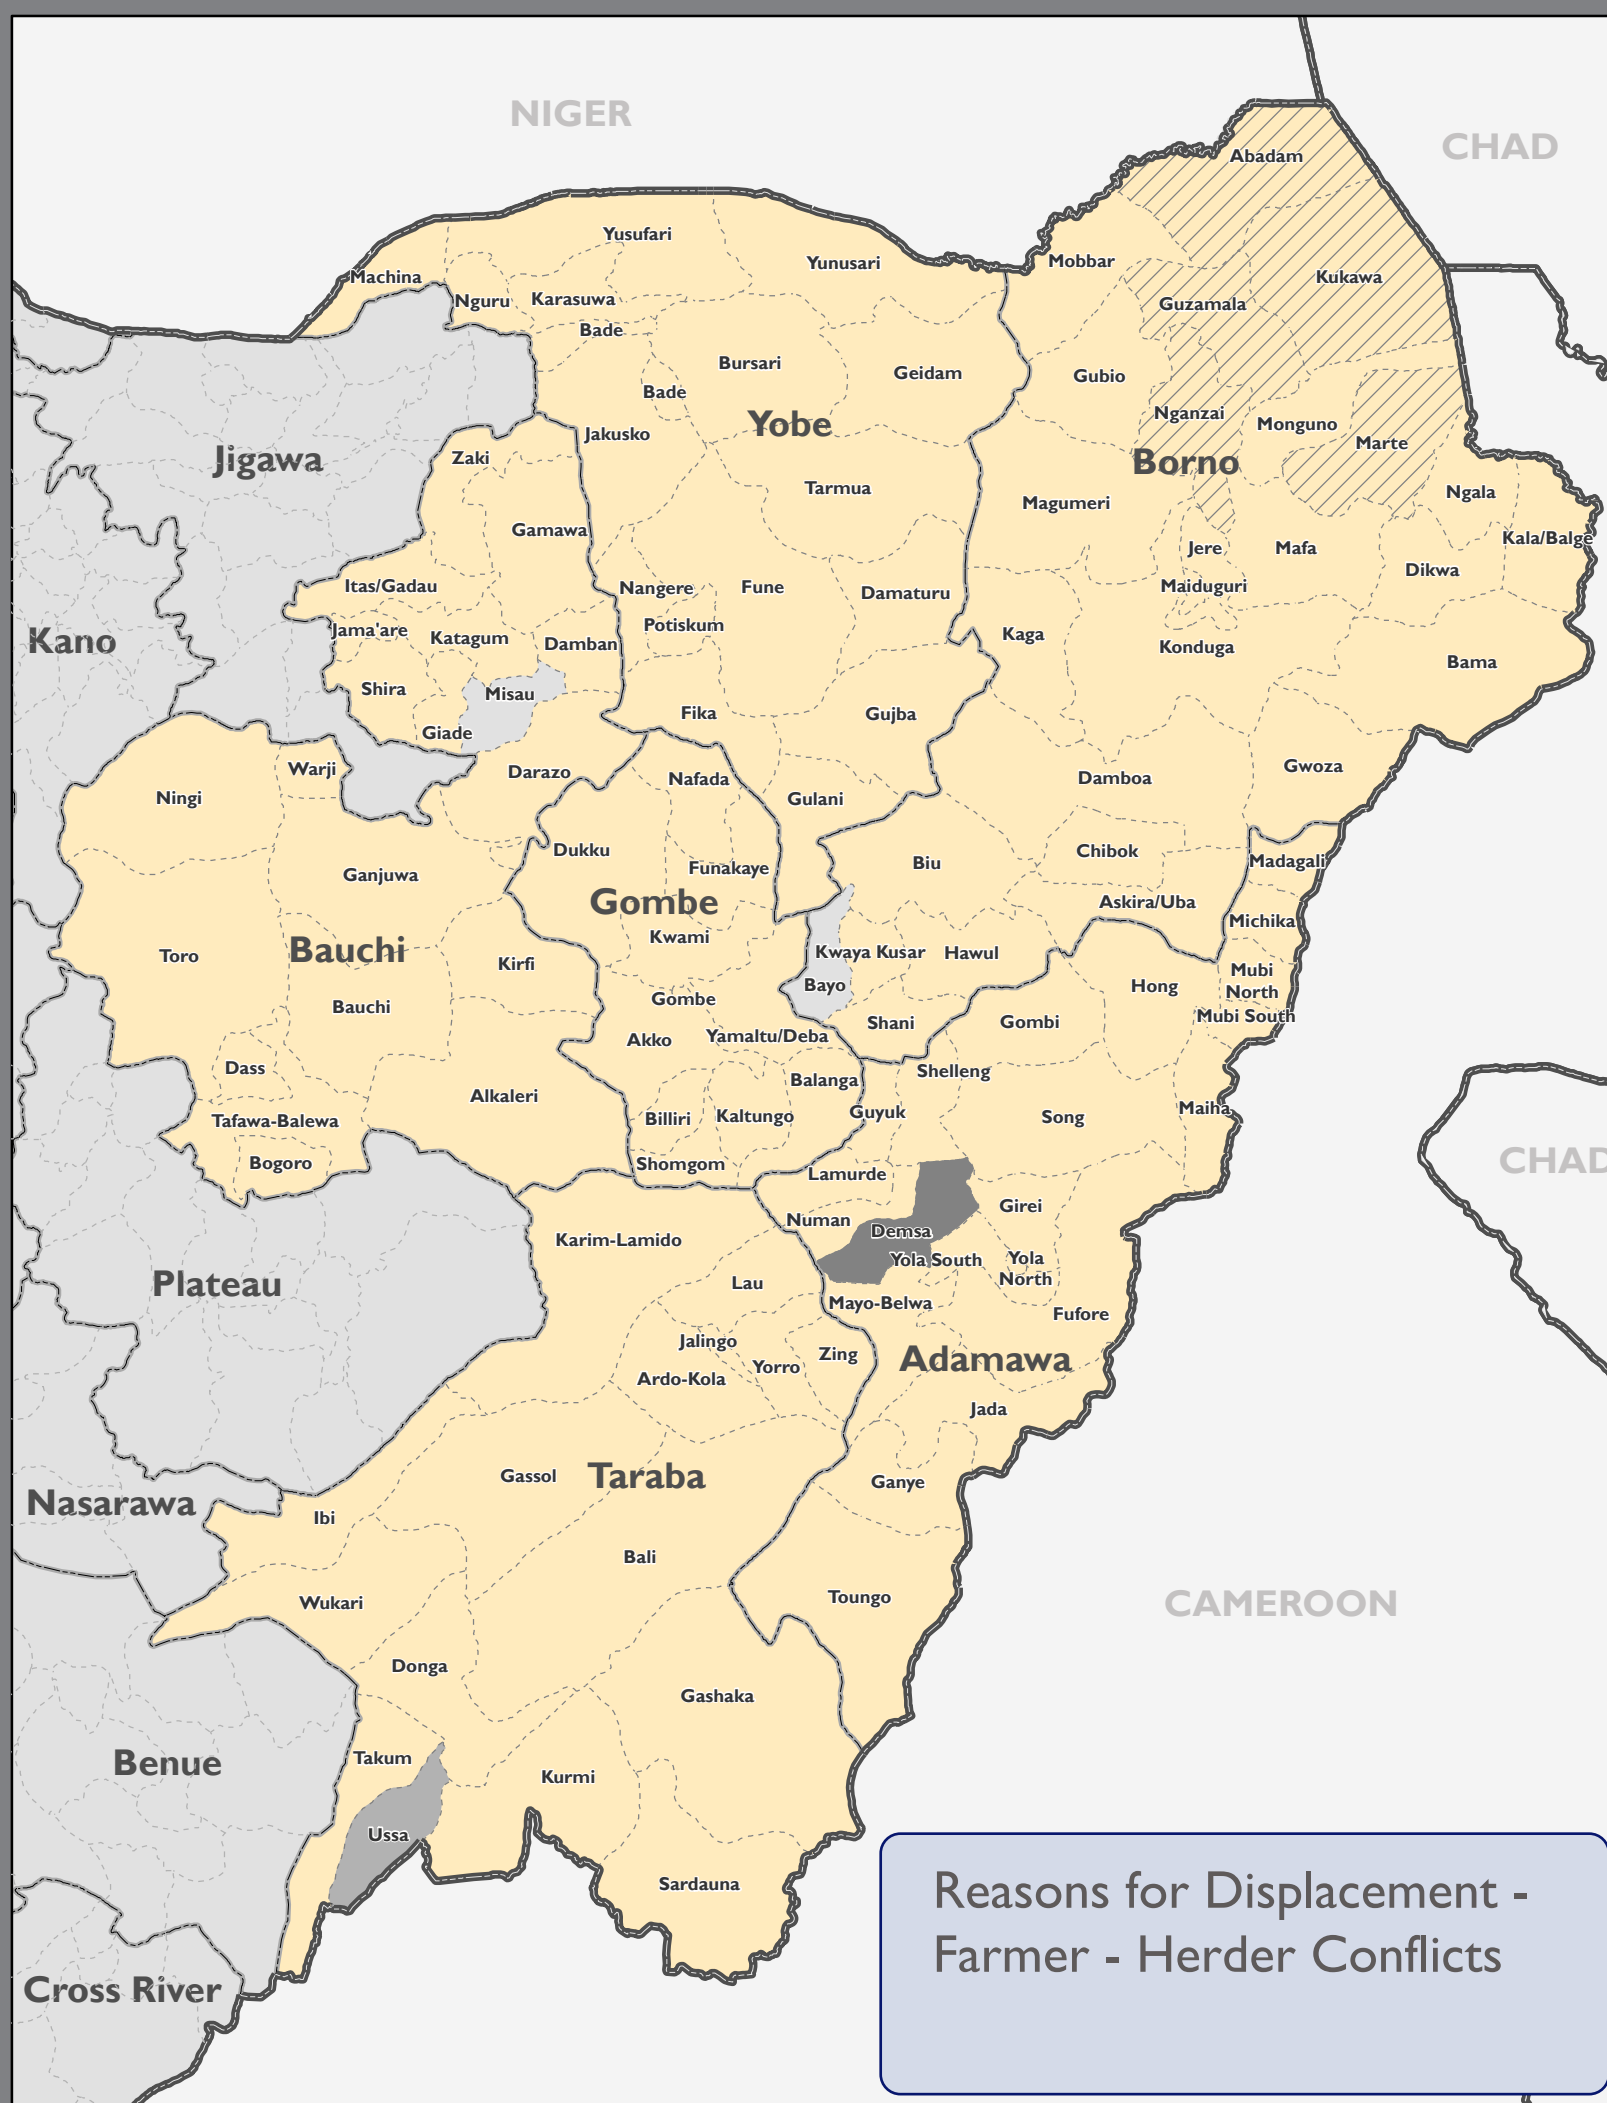 NIGER
CHAD
Abadam
Yusufari
Yunusari
Mobbar
Machina
Kukawa
Nguru
Karasuwa
Guzamala
Bade
Bursari
Geidam
Gubio
Bade
Nganzai
Monguno
Yobe
Jakusko
Marte
Jigawa
Zaki
Borno
Tarmua
Ngala
Magumeri
Gamawa
Kala/Balge
Jere
Mafa
Dikwa
Itas/Gadau
Nangere
Fune
Damaturu
Maiduguri
Jama'are
Katagum
Potiskum
Kaga
Kano
Damban
Konduga
Bama
Shira
Misau
Fika
Gujba
Giade
Warji
Darazo
Nafada
Damboa
Gwoza
Ningi
Gulani
Dukku
Chibok
Biu
Madagali
Ganjuwa
Funakaye
Gombe
Askira/Uba
Michika
Kwami
Toro
Bauchi
Kirfi
Kwaya Kusar
Hawul
Mubi
North
Bayo
Hong
Bauchi
Gombe
Mubi South
Shani
Gombi
Akko
Yamaltu/Deba
Dass
Shelleng
Balanga
Alkaleri
Billiri
Kaltungo
Guyuk
Song
Maiha
Tafawa-Balewa
Bogoro
Shomgom
CHAD
Lamurde
Girei
Numan
Demsa
Karim-Lamido
Yola South
Yola
North
Plateau
Lau
Mayo-Belwa
Fufore
Jalingo
Zing
Yorro
Adamawa
Ardo-Kola
Jada
Gassol
Taraba
Ganye
Nasarawa
Ibi
Bali
Toungo
Wukari
CAMEROON
Donga
Gashaka
Takum
Benue
Kurmi
Ussa
Sardauna
Reasons for Displacement -
Farmer - Herder Conflicts
Cross River